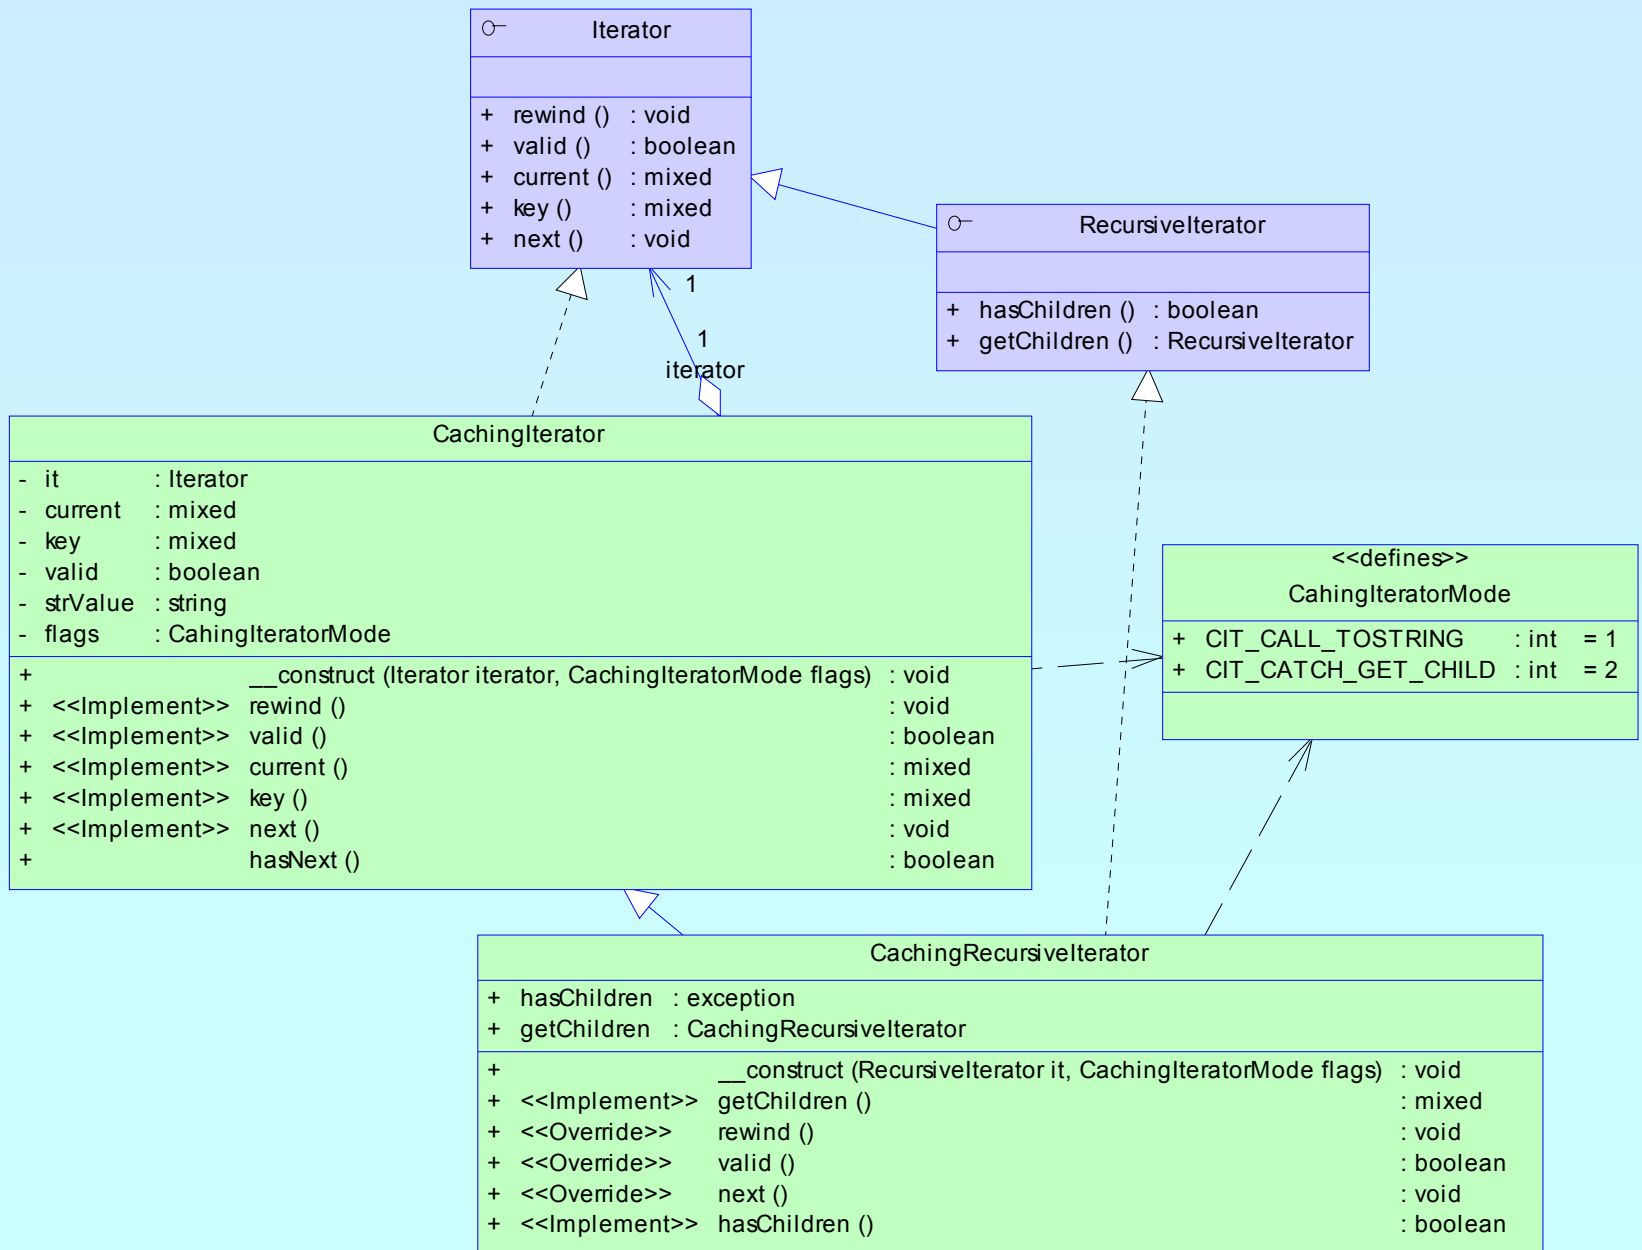 Iterator
+ rewind () : void
+ valid () : boolean
+ current () : mixed
+ key () : mixed
+ next () : void
RecursiveIterator
+ hasChildren () : boolean
+ getChildren () : RecursiveIterator
1
1
iterator
CachingIterator
- it : Iterator
- current : mixed
- key : mixed
- valid : boolean
- strValue : string
- flags : CahingIteratorMode
+ __construct (Iterator iterator, CachingIteratorMode flags) : void
+ <<Implement>> rewind () : void
+ <<Implement>> valid () : boolean
+ <<Implement>> current () : mixed
+ <<Implement>> key () : mixed
+ <<Implement>> next () : void
+ hasNext () : boolean
<<defines>>
CahingIteratorMode
+ CIT_CALL_TOSTRING : int = 1
+ CIT_CATCH_GET_CHILD : int = 2
CachingRecursiveIterator
+ hasChildren : exception
+ getChildren : CachingRecursiveIterator
+ __construct (RecursiveIterator it, CachingIteratorMode flags) : void
+ <<Implement>> getChildren () : mixed
+ <<Override>> rewind () : void
+ <<Override>> valid () : boolean
+ <<Override>> next () : void
+ <<Implement>> hasChildren () : boolean